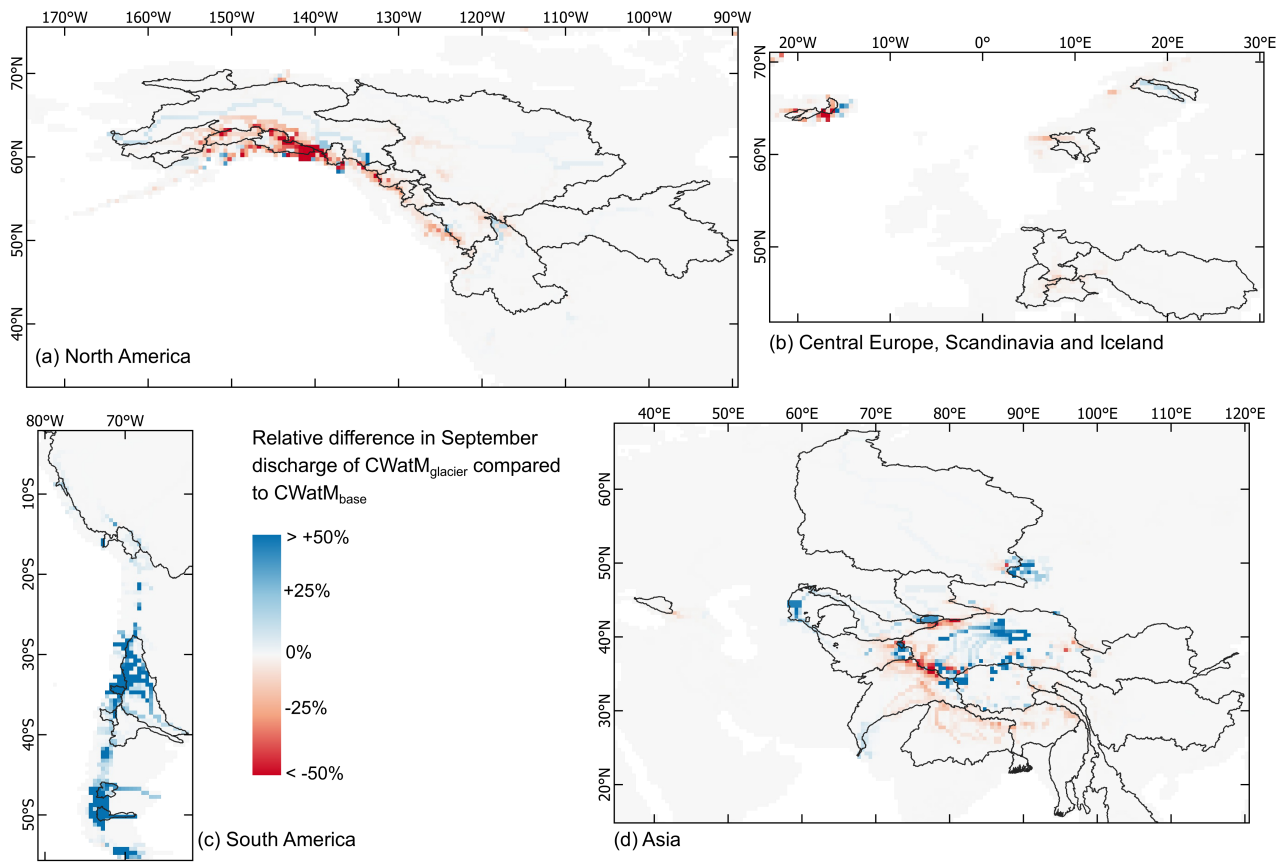 170°W 160°W 150°W 140°W 130°W 120°W 110°W 100°W 90°W
70°N
60°N
50°N
40°N
(a) North America
20°W 10°W 0° 10°E 20°E 30°E
70°N
60°N
50°N
(b) Central Europe, Scandinavia and Iceland
80°W 70°W
10°S
20°S
30°S
40°S
50°S
(c) South America
Relative difference in September
discharge of CWatMglacier compared
to CWatMbase
> +50%
+25%
0%
-25%
< -50%
40°E 50°E 60°E 70°E 80°E 90°E 100°E 110°E 120°E
60°N
50°N
40°N
30°N
20°N
(d) Asia